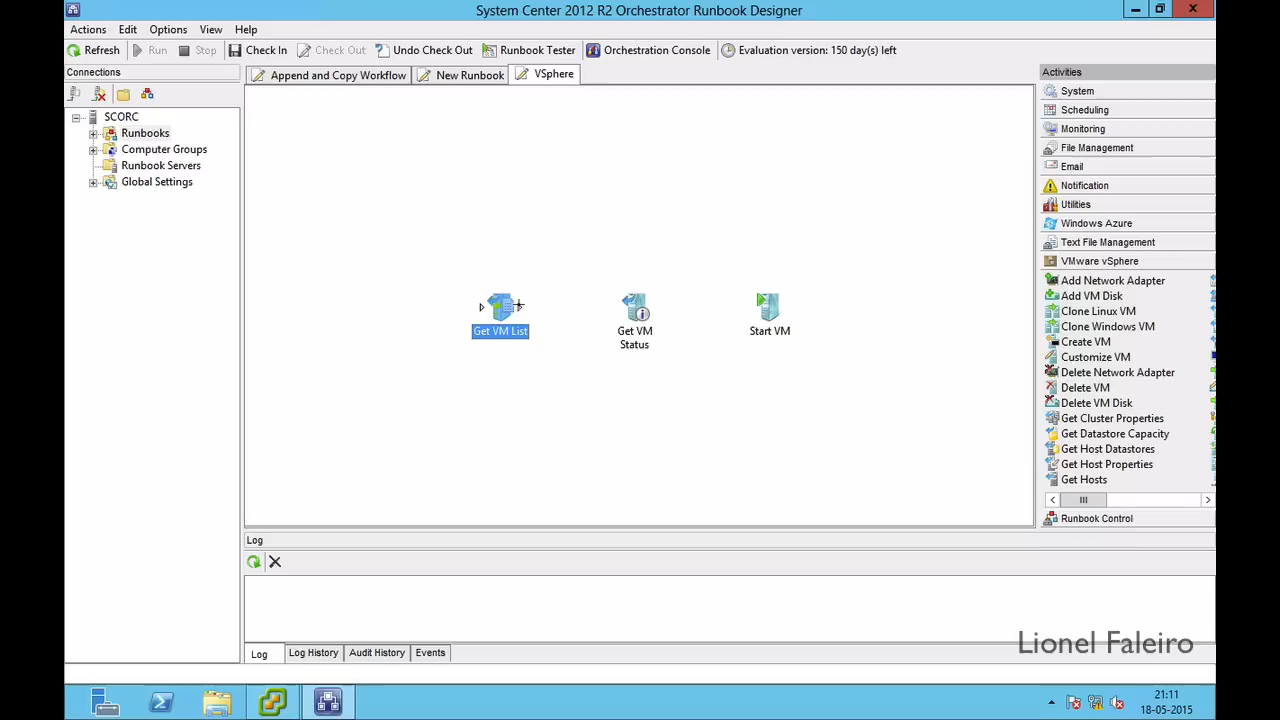 System Center 2012 R2 Orchestrator Runbook Designer
Actions Edit Options View Help
Refresh Run Stop Check In Check Out Undo Check Out Runbook Tester Orchestration Console Evaluation version: 150 day(s) left
Connections
Append and Copy Workflow New Runbook VSphere
Activities
SCORC
Runbooks
Computer Groups
Runbook Servers
Global Settings
Get VM List
Get VM
Status
Start VM
System
Scheduling
Monitoring
File Management
Email
Notification
Utilities
Windows Azure
Text File Management
VMware vSphere
Add Network Adapter
Add VM Disk
Clone Linux VM
Clone Windows VM
Create VM
Customize VM
Delete Network Adapter
Delete VM
Delete VM Disk
Get Cluster Properties
Get Datastore Capacity
Get Host Datastores
Get Host Properties
Get Hosts
Runbook Control
Log
Log Log History Audit History Events
Lionel Faleiro
21:11
18-05-2015